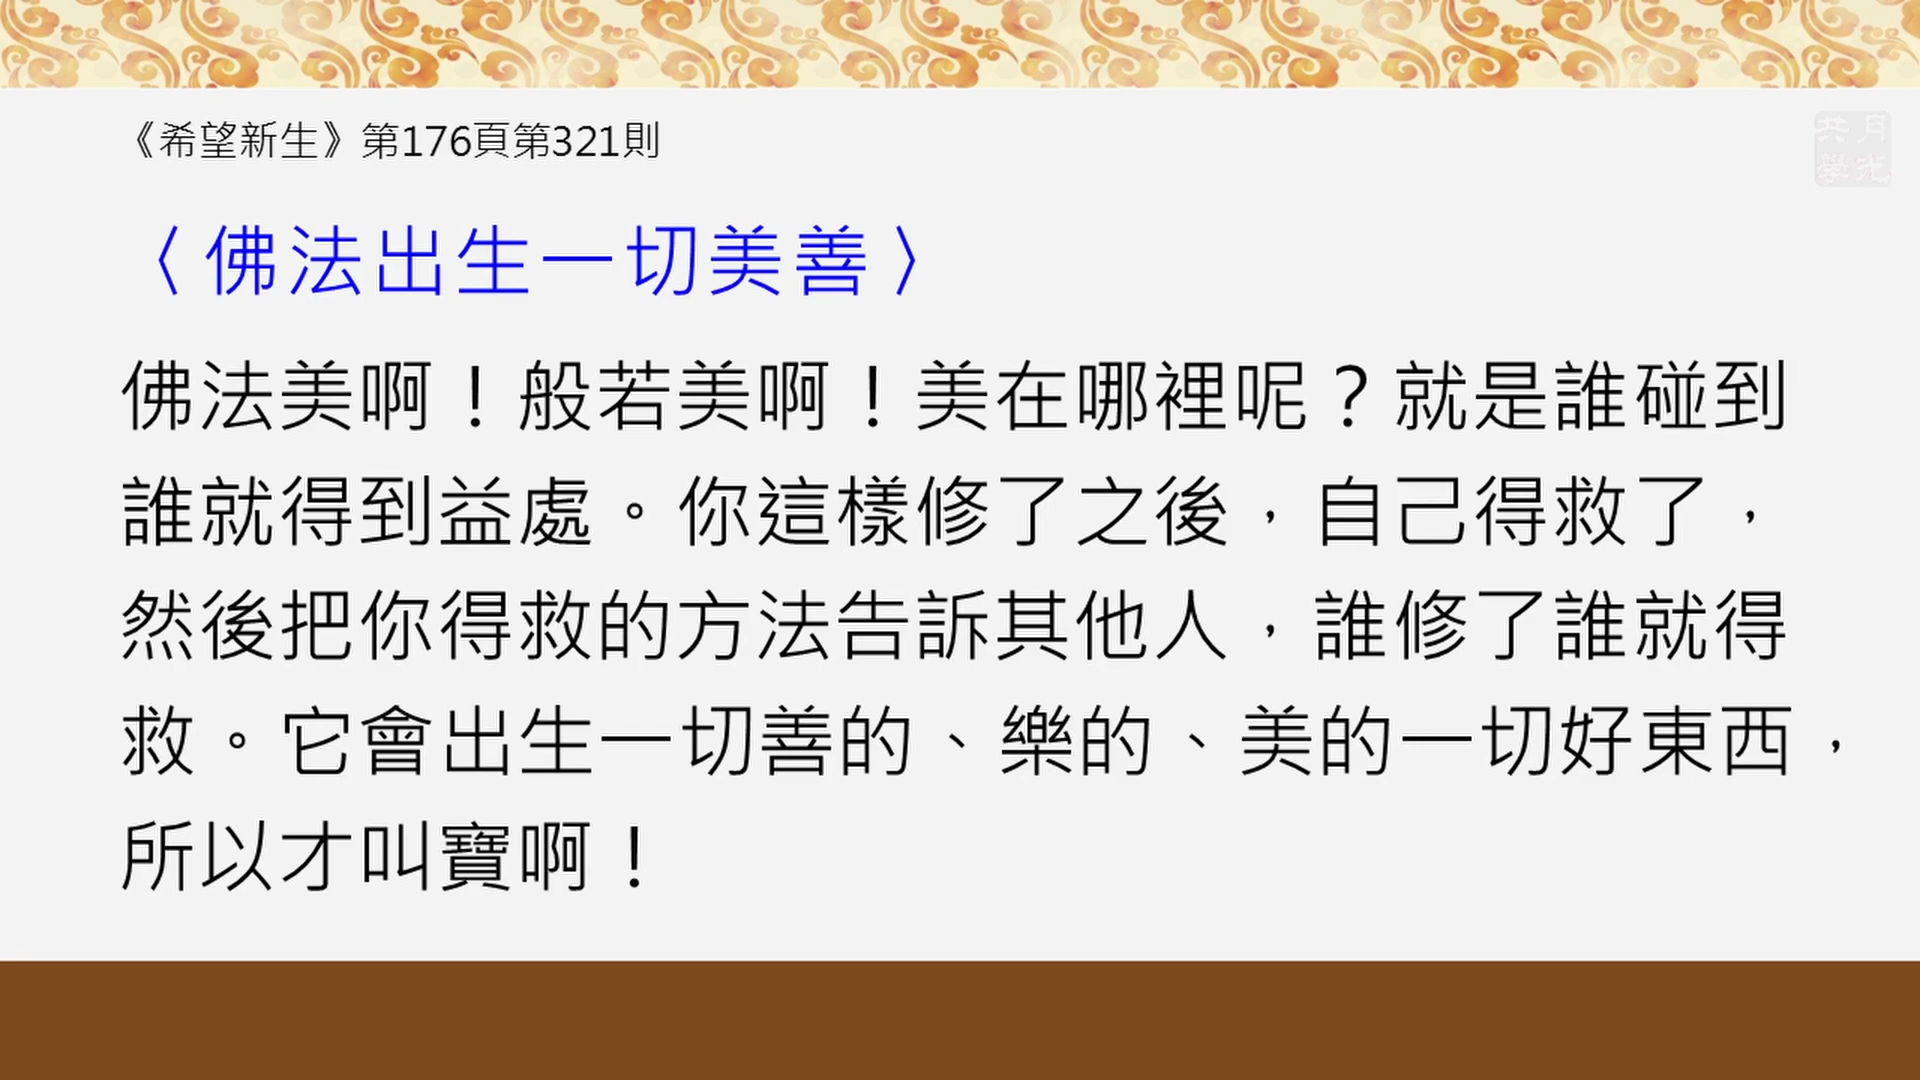 《希望新生》第176頁第321則
月光
共學
〈佛法出生一切美善〉
佛法美啊！般若美啊！美在哪裡呢？就是誰碰到
誰就得到益處。你這樣修了之後，自己得救了，
然後把你得救的方法告訴其他人，誰修了誰就得
救。它會出生一切善的、樂的、美的一切好東西，
所以才叫寶啊！